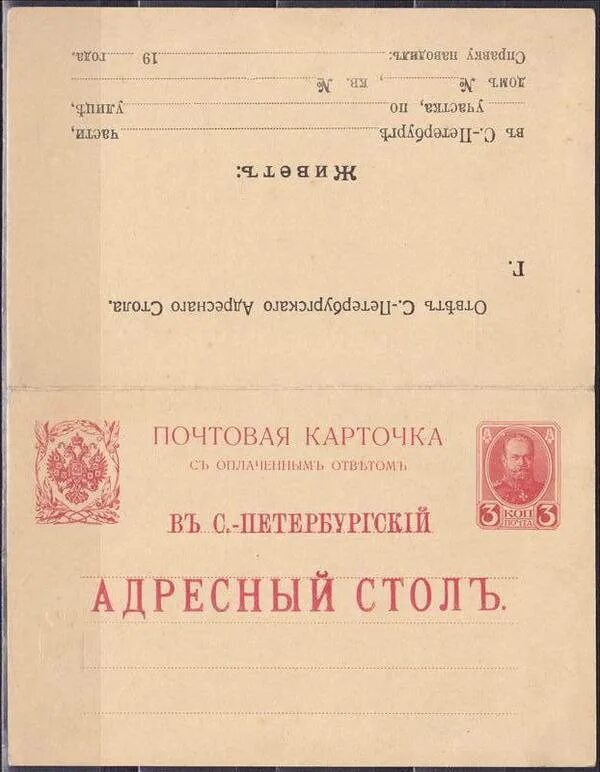 Отвѣтъ С.-Петербургскаго Адреснаго Стола.
Г.
Живетъ:
въ С.-Петербургѣ части,
участка, по улицѣ,
домъ №, кв. №
Справку наводилъ: 19 года.
ПОЧТОВАЯ КАРТОЧКА
СЪ ОПЛАЧЕННЫМЪ ОТВѢТОМЪ
ВЪ С.-ПЕТЕРБУРГСКІЙ
АДРЕСНЫЙ СТОЛЪ.
3 КОП 3
ПОЧТА